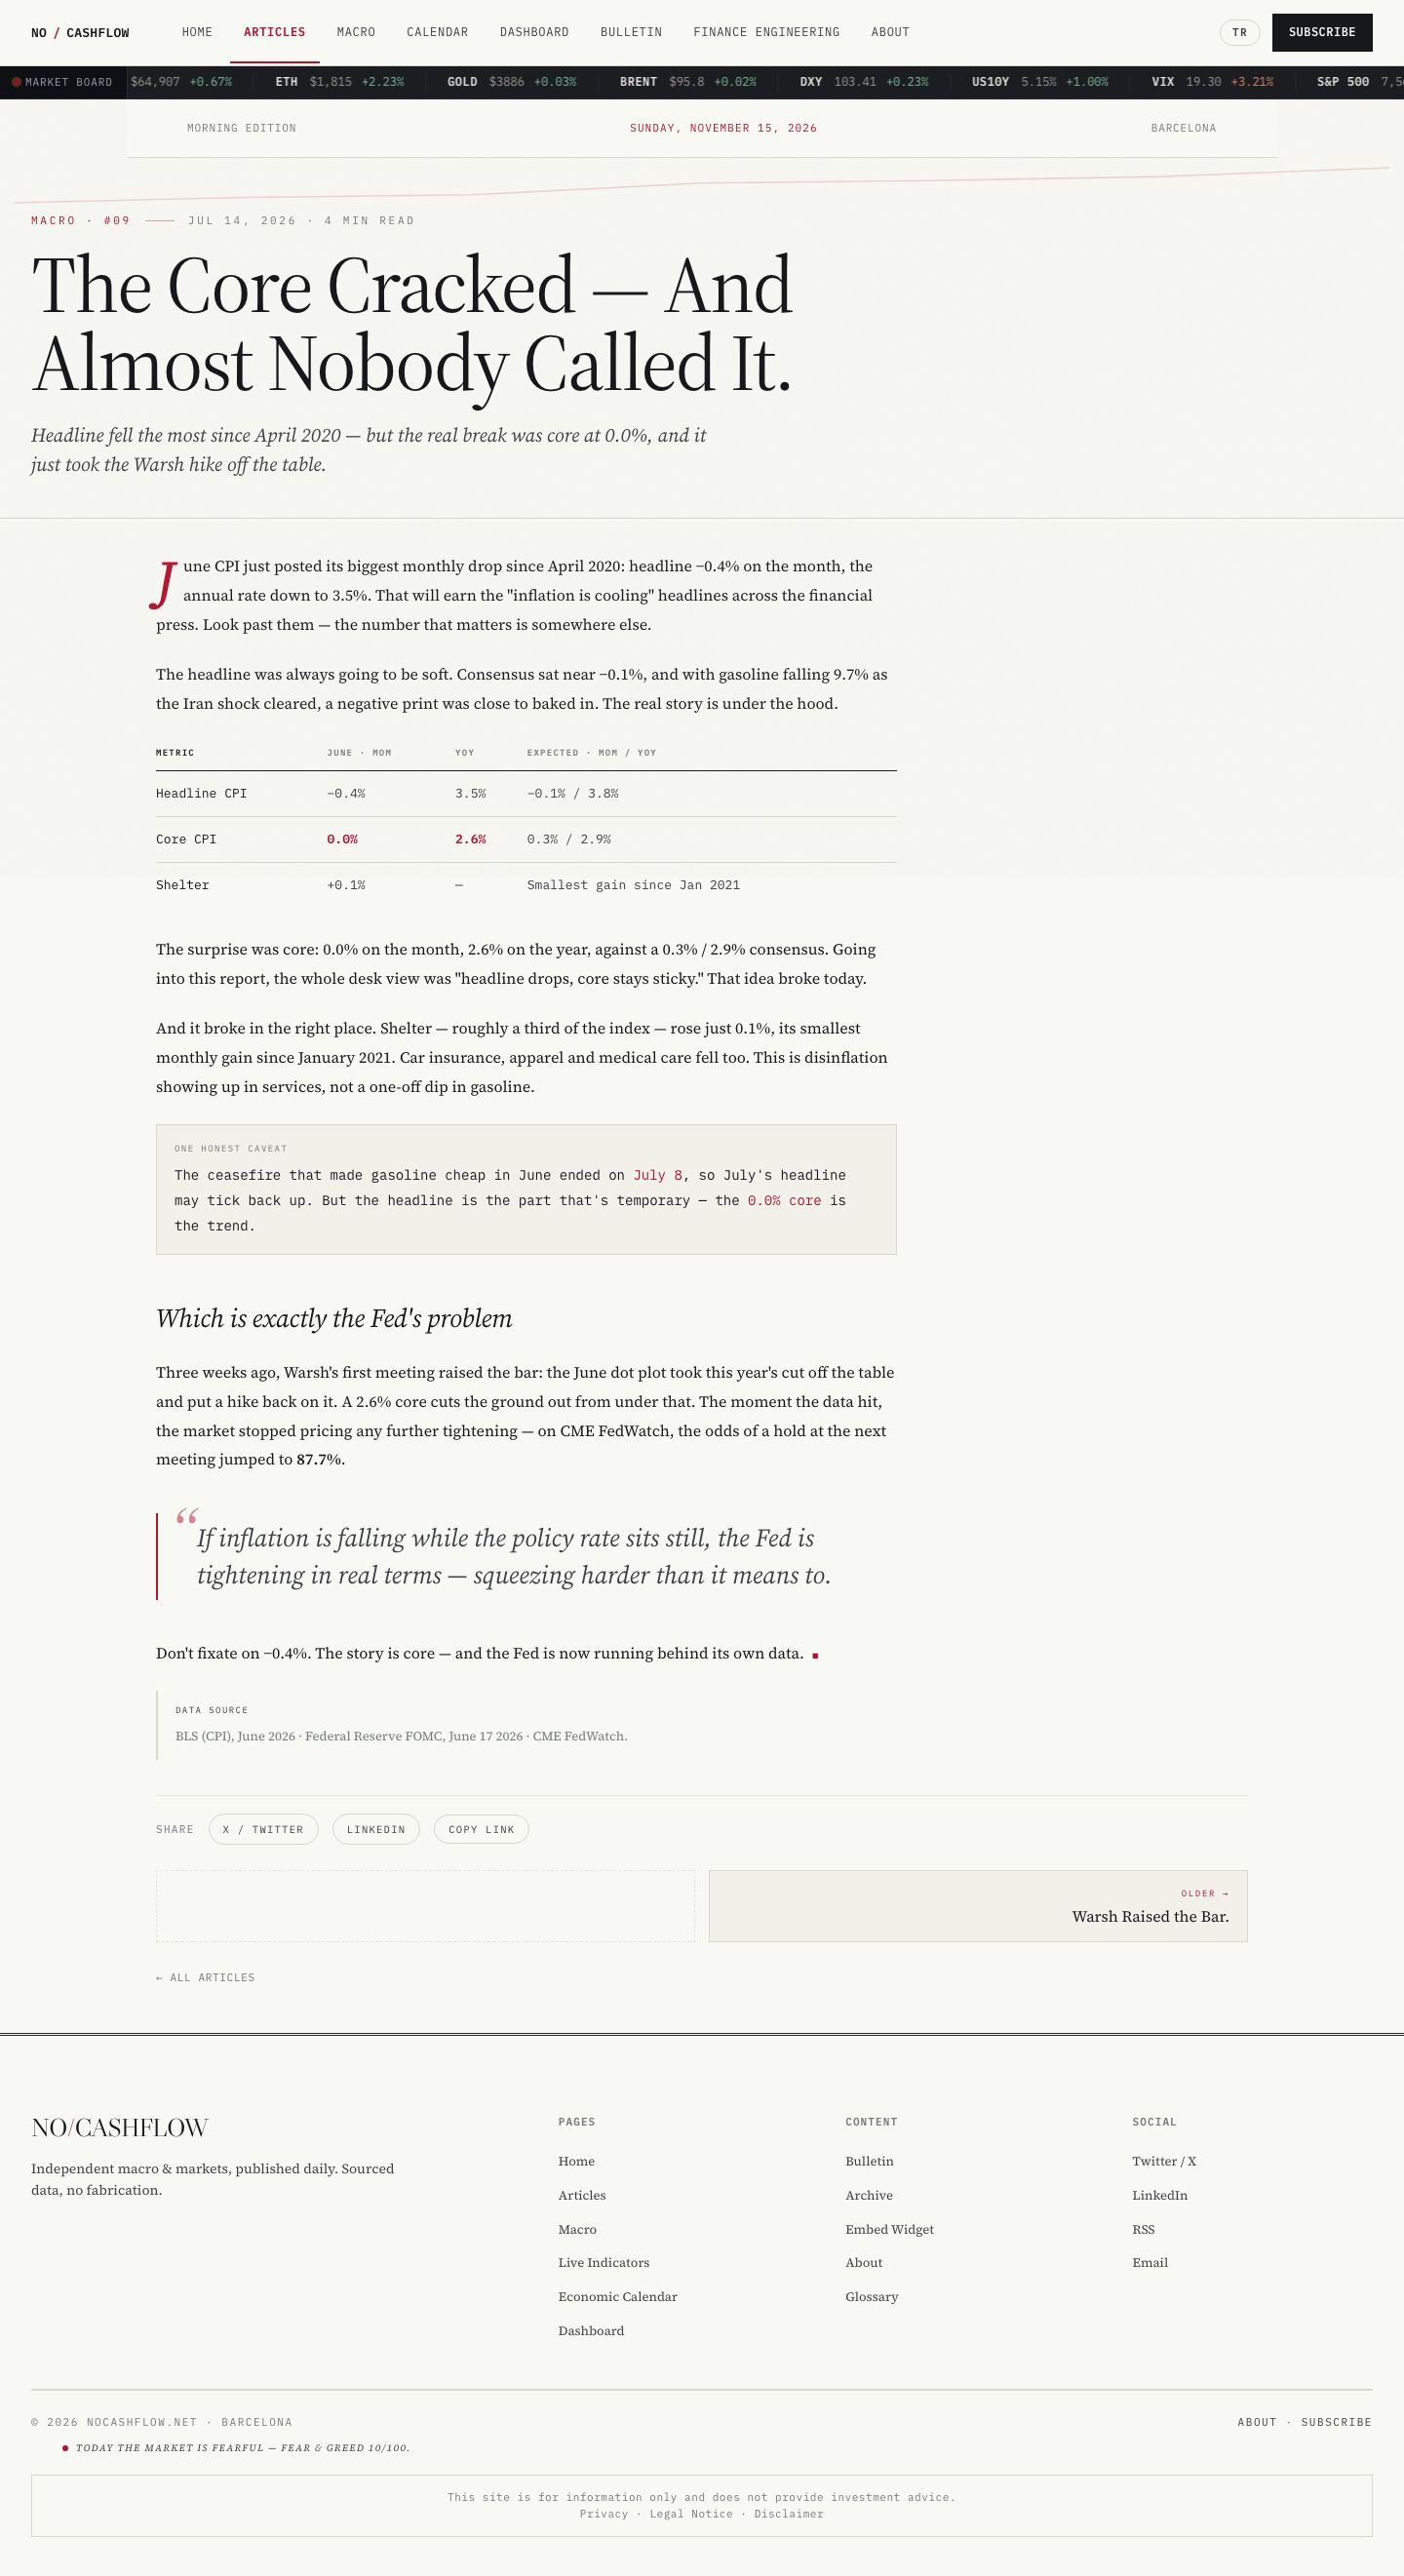 NO / CASHFLOW HOME ARTICLES MACRO CALENDAR DASHBOARD BULLETIN FINANCE ENGINEERING ABOUT TR SUBSCRIBE
MARKET BOARD $64,907 +0.67% ETH $1,815 +2.23% GOLD $3886 +0.03% BRENT $95.8 +0.02% DXY 103.41 +0.23% US10Y 5.15% +1.00% VIX 19.30 +3.21% S&P 500
MORNING EDITION SUNDAY, NOVEMBER 15, 2026 BARCELONA
MACRO · #09 JUL 14, 2026 · 4 MIN READ
The Core Cracked — And
Almost Nobody Called It.
Headline fell the most since April 2020 — but the real break was core at 0.0%, and it
just took the Warsh hike off the table.
June CPI just posted its biggest monthly drop since April 2020: headline −0.4% on the month, the
annual rate down to 3.5%. That will earn the "inflation is cooling" headlines across the financial
press. Look past them — the number that matters is somewhere else.
The headline was always going to be soft. Consensus sat near −0.1%, and with gasoline falling 9.7% as
the Iran shock cleared, a negative print was close to baked in. The real story is under the hood.
METRIC JUNE · MOM YOY EXPECTED · MOM / YOY
Headline CPI −0.4% 3.5% −0.1% / 3.8%
Core CPI 0.0% 2.6% 0.3% / 2.9%
Shelter +0.1% — Smallest gain since Jan 2021
The surprise was core: 0.0% on the month, 2.6% on the year, against a 0.3% / 2.9% consensus. Going
into this report, the whole desk view was "headline drops, core stays sticky." That idea broke today.
And it broke in the right place. Shelter — roughly a third of the index — rose just 0.1%, its smallest
monthly gain since January 2021. Car insurance, apparel and medical care fell too. This is disinflation
showing up in services, not a one-off dip in gasoline.
ONE HONEST CAVEAT
The ceasefire that made gasoline cheap in June ended on July 8, so July's headline
may tick back up. But the headline is the part that's temporary — the 0.0% core is
the trend.
Which is exactly the Fed's problem
Three weeks ago, Warsh's first meeting raised the bar: the June dot plot took this year's cut off the table
and put a hike back on it. A 2.6% core cuts the ground out from under that. The moment the data hit,
the market stopped pricing any further tightening — on CME FedWatch, the odds of a hold at the next
meeting jumped to 87.7%.
“If inflation is falling while the policy rate sits still, the Fed is
tightening in real terms — squeezing harder than it means to.
Don't fixate on −0.4%. The story is core — and the Fed is now running behind its own data. ■
DATA SOURCE
BLS (CPI), June 2026 · Federal Reserve FOMC, June 17 2026 · CME FedWatch.
SHARE X / TWITTER LINKEDIN COPY LINK
OLDER →
Warsh Raised the Bar.
← ALL ARTICLES
NO/CASHFLOW
Independent macro & markets, published daily. Sourced
data, no fabrication.
PAGES
Home
Articles
Macro
Live Indicators
Economic Calendar
Dashboard
CONTENT
Bulletin
Archive
Embed Widget
About
Glossary
SOCIAL
Twitter / X
LinkedIn
RSS
Email
© 2026 NOCASHFLOW.NET · BARCELONA ABOUT · SUBSCRIBE
TODAY THE MARKET IS FEARFUL — FEAR & GREED 10/100.
This site is for information only and does not provide investment advice.
Privacy · Legal Notice · Disclaimer